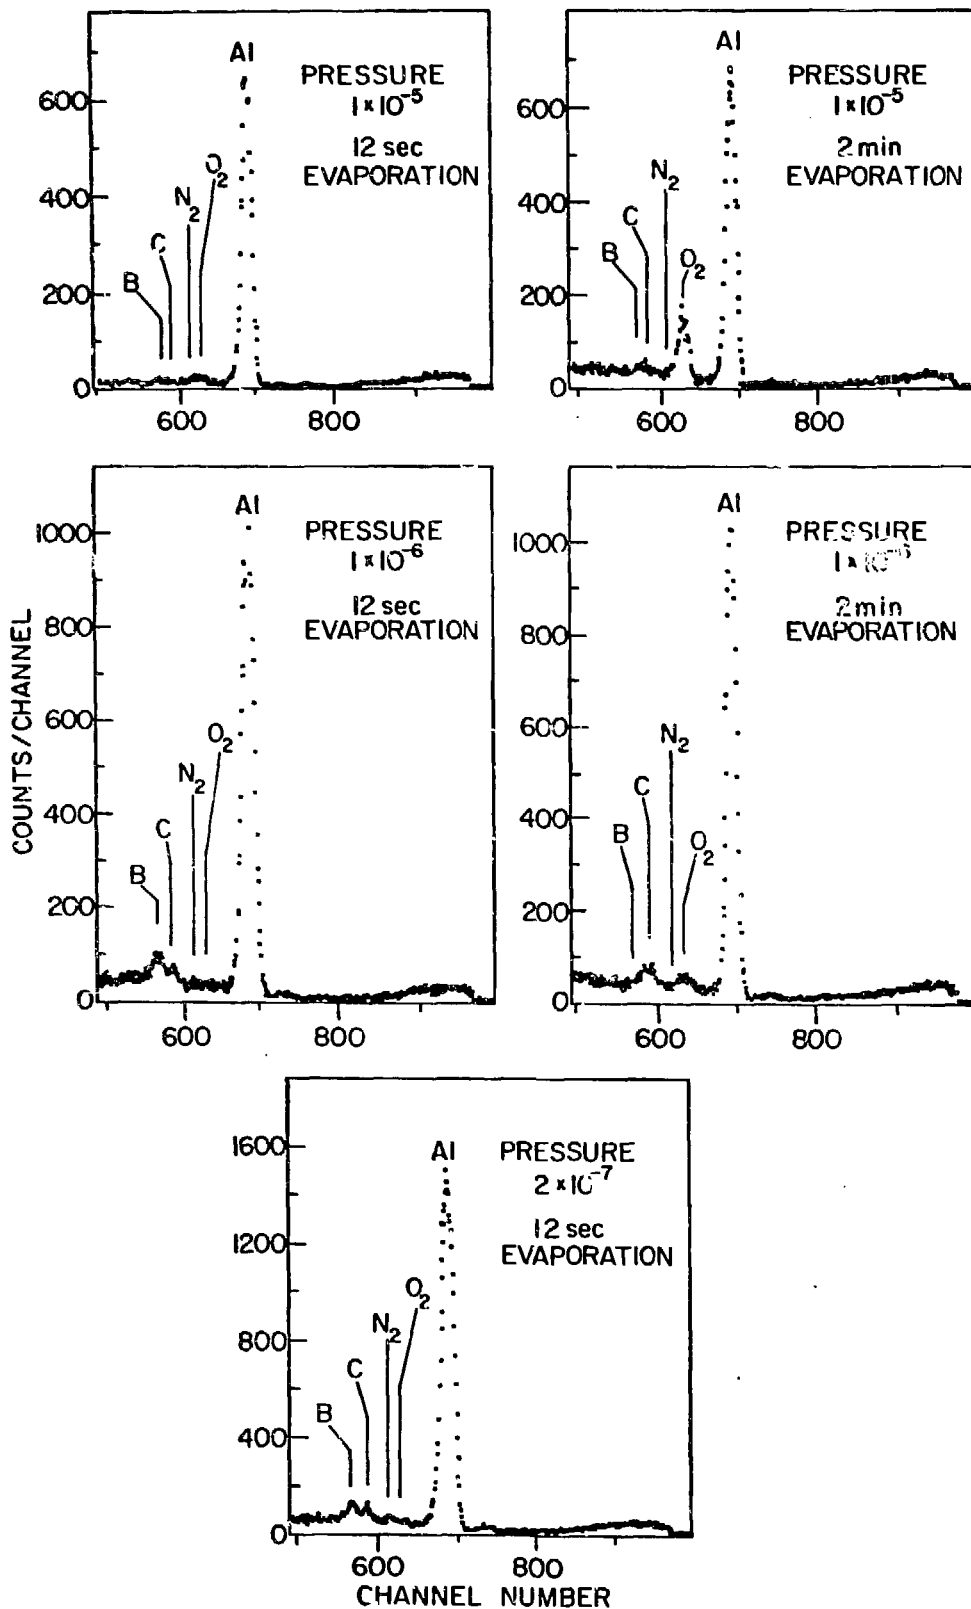 Al
PRESSURE
1 × 10⁻⁵
12 sec
EVAPORATION
O₂
N₂
C
B
600
400
200
0
600
800
Al
PRESSURE
1 × 10⁻⁵
2 min
EVAPORATION
N₂
C
B
O₂
600
400
200
0
600
800
Al
PRESSURE
1 × 10⁻⁶
12 sec
EVAPORATION
O₂
N₂
C
B
1000
800
600
400
200
0
600
800
COUNTS/CHANNEL
Al
PRESSURE
2 min
EVAPORATION
N₂
C
B
O₂
1000
800
600
400
200
0
600
800
Al
PRESSURE
2 × 10⁻⁷
12 sec
EVAPORATION
O₂
N₂
C
B
1600
1200
800
400
0
600
800
CHANNEL NUMBER